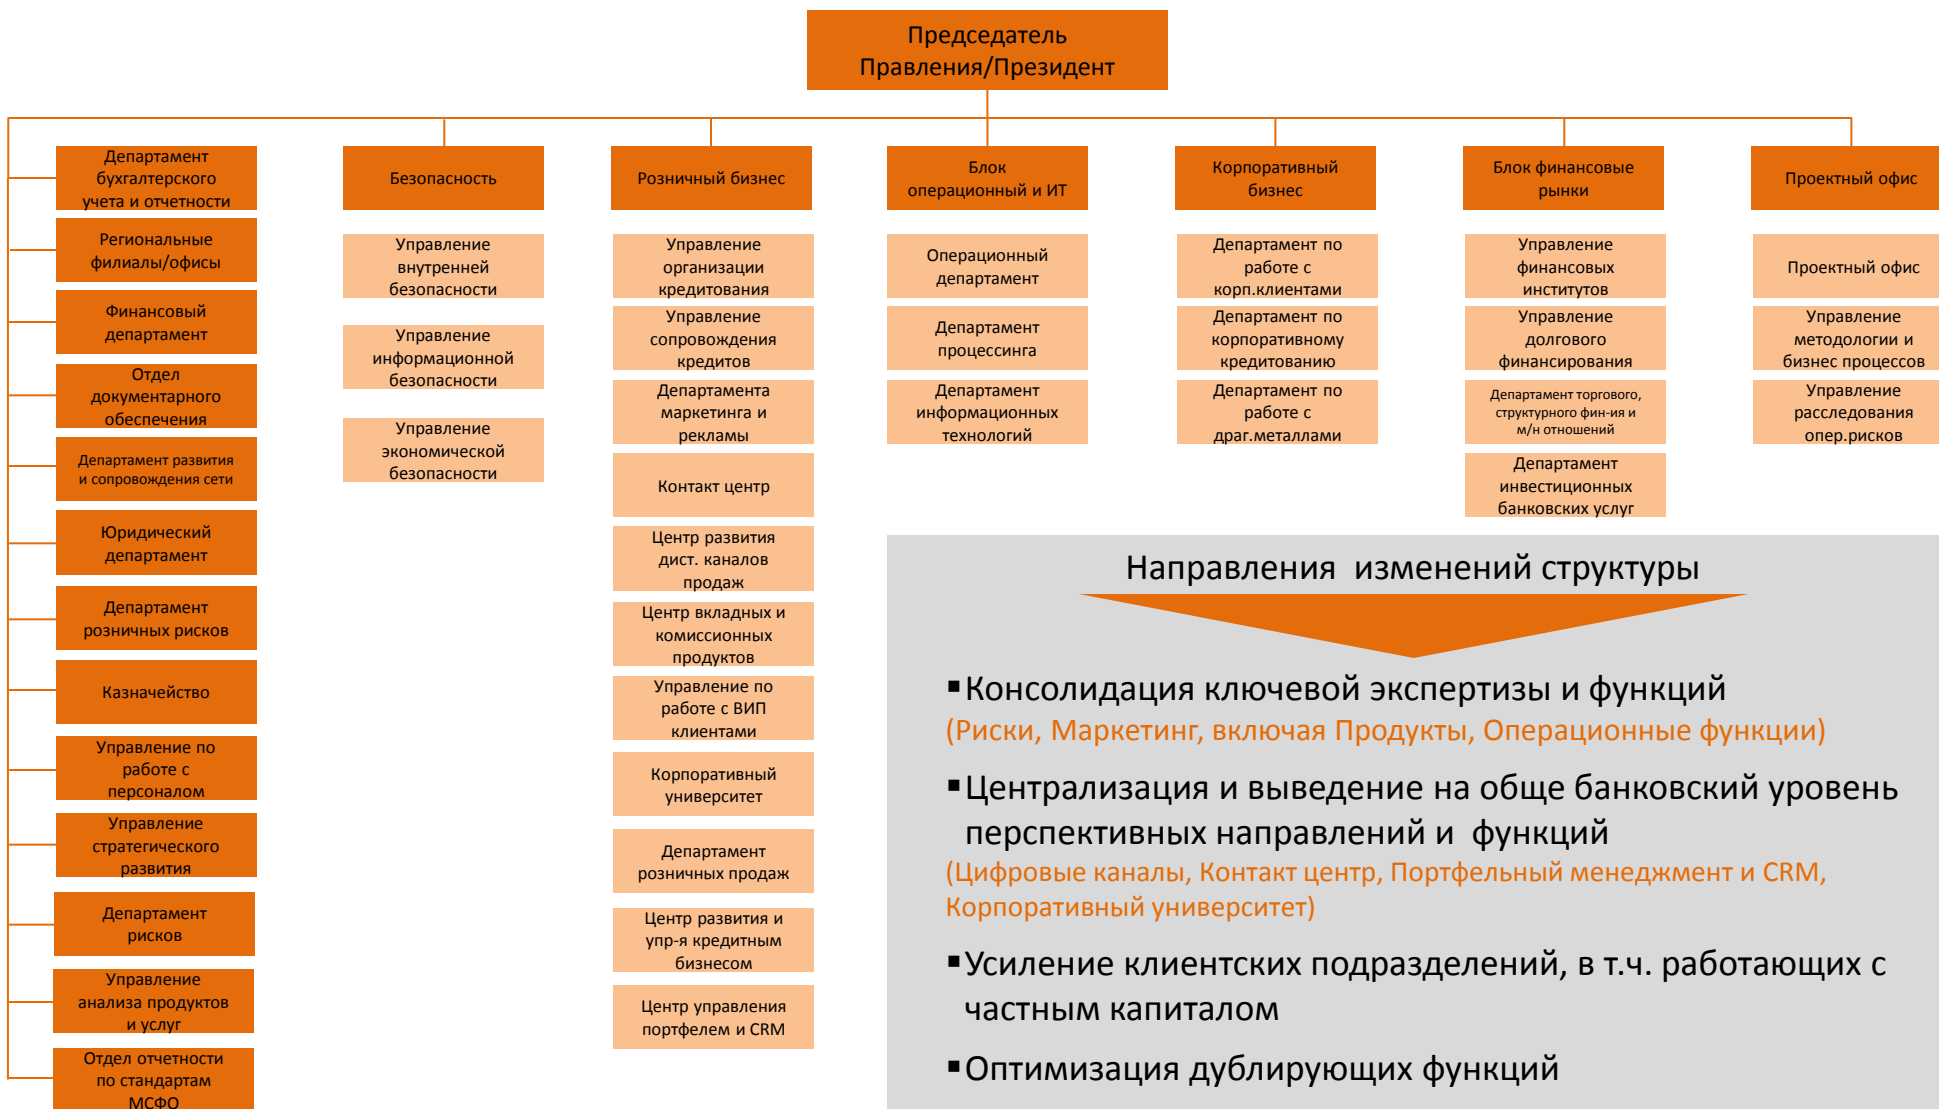 Председатель
Правления/Президент
Департамент
бухгалтерского
учета и отчетности
Региональные
филиалы/офисы
Финансовый
департамент
Отдел
документарного
обеспечения
Департамент развития
и сопровождения сети
Юридический
департамент
Департамент
розничных рисков
Казначейство
Управление по
работе с
персоналом
Управление
стратегического
развития
Департамент
рисков
Управление
анализа продуктов
и услуг
Отдел отчетности
по стандартам
МСФО
Безопасность
Управление
внутренней
безопасности
Управление
информационной
безопасности
Управление
экономической
безопасности
Розничный бизнес
Управление
организации
кредитования
Управление
сопровождения
кредитов
Департамента
маркетинга и
рекламы
Контакт центр
Центр развития
дист. каналов
продаж
Центр вкладных и
комиссионных
продуктов
Управление по
работе с ВИП
клиентами
Корпоративный
университет
Департамент
розничных продаж
Центр развития и
упр-я кредитным
бизнесом
Центр управления
портфелем и CRM
Блок
операционный и ИТ
Операционный
департамент
Департамент
процессинга
Департамент
информационных
технологий
Корпоративный
бизнес
Департамент по
работе с
корп.клиентами
Департамент по
корпоративному
кредитованию
Департамент по
работе с
драг.металлами
Блок финансовые
рынки
Управление
финансовых
институтов
Управление
долгового
финансирования
Департамент торгового,
структурного фин-ия и
м/н отношений
Департамент
инвестиционных
банковских услуг
Проектный офис
Проектный офис
Управление
методологии и
бизнес процессов
Управление
расследования
опер.рисков
Направления изменений структуры
▪Консолидация ключевой экспертизы и функций
(Риски, Маркетинг, включая Продукты, Операционные функции)
▪Централизация и выведение на обще банковский уровень
перспективных направлений и функций
(Цифровые каналы, Контакт центр, Портфельный менеджмент и CRM,
Корпоративный университет)
▪Усиление клиентских подразделений, в т.ч. работающих с
частным капиталом
▪Оптимизация дублирующих функций